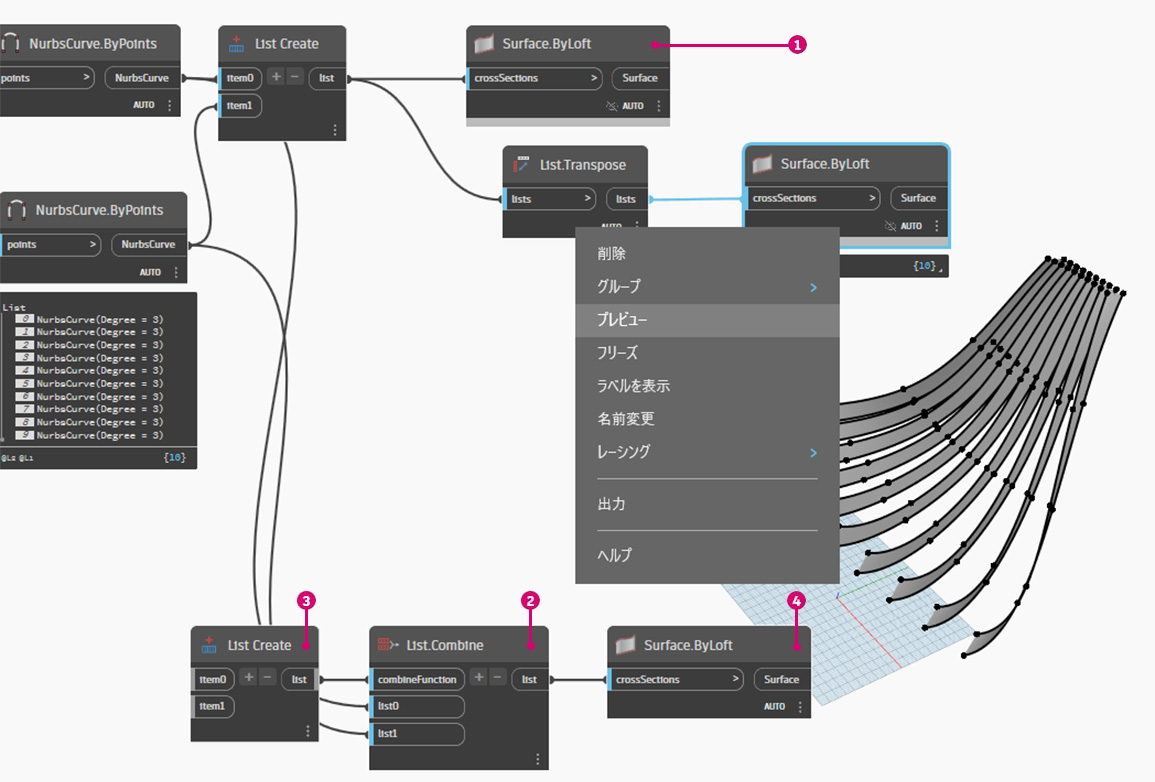 NurbsCurve.ByPoints
points > NurbsCurve
AUTO
List Create
item0 + − list
item1
Surface.ByLoft
crossSections > Surface
AUTO
1
List.Transpose
lists > lists
AUTO
Surface.ByLoft
crossSections > Surface
AUTO
{10}
NurbsCurve.ByPoints
points > NurbsCurve
AUTO
List
0 NurbsCurve(Degree = 3)
1 NurbsCurve(Degree = 3)
2 NurbsCurve(Degree = 3)
3 NurbsCurve(Degree = 3)
4 NurbsCurve(Degree = 3)
5 NurbsCurve(Degree = 3)
6 NurbsCurve(Degree = 3)
7 NurbsCurve(Degree = 3)
8 NurbsCurve(Degree = 3)
9 NurbsCurve(Degree = 3)
@L2 @L1 {10}
削除
グループ >
プレビュー
フリーズ
ラベルを表示
名前変更
レーシング >
出力
ヘルプ
3
List Create
item0 + − list
item1
2
List.Combine
combineFunction + − list
list0
list1
4
Surface.ByLoft
crossSections > Surface
AUTO